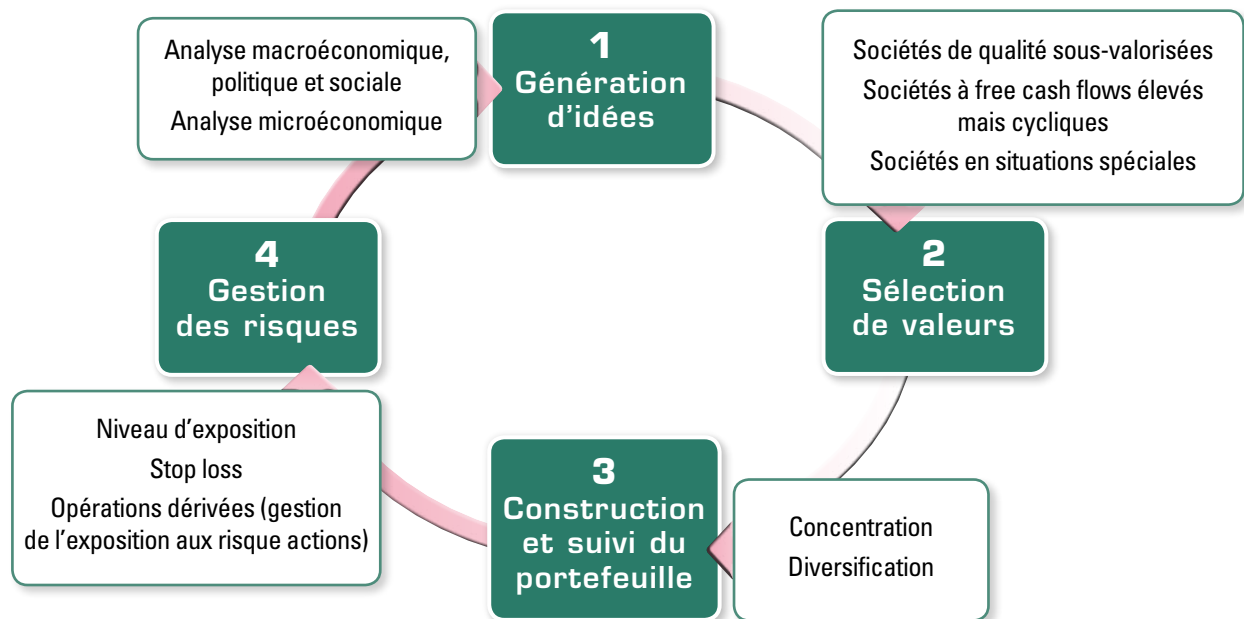 Analyse macroéconomique,
politique et sociale
Analyse microéconomique
1
Génération
d'idées
Sociétés de qualité sous-valorisées
Sociétés à free cash flows élevés
mais cycliques
Sociétés en situations spéciales
2
Sélection
de valeurs
3
Construction
et suivi du
portefeuille
Concentration
Diversification
4
Gestion
des risques
Niveau d'exposition
Stop loss
Opérations dérivées (gestion
de l'exposition aux risque actions)